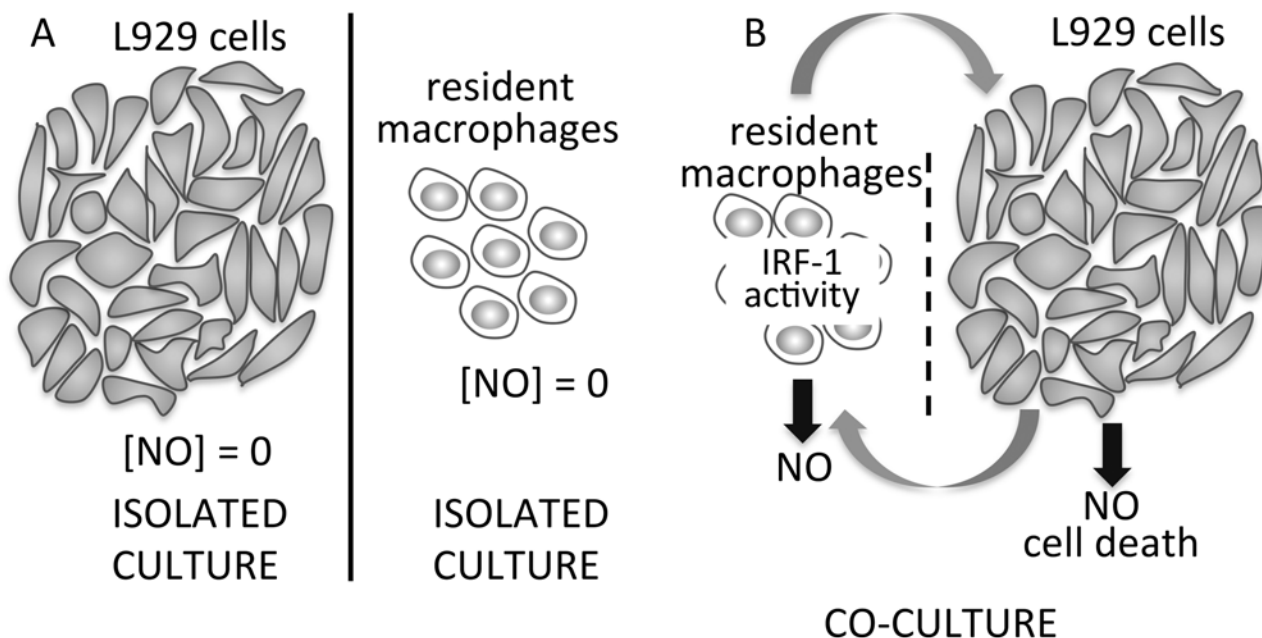 A
L929 cells
resident
macrophages
[NO] = 0
[NO] = 0
ISOLATED
CULTURE
ISOLATED
CULTURE
B
L929 cells
resident
macrophages
IRF-1
activity
NO
NO
cell death
CO-CULTURE